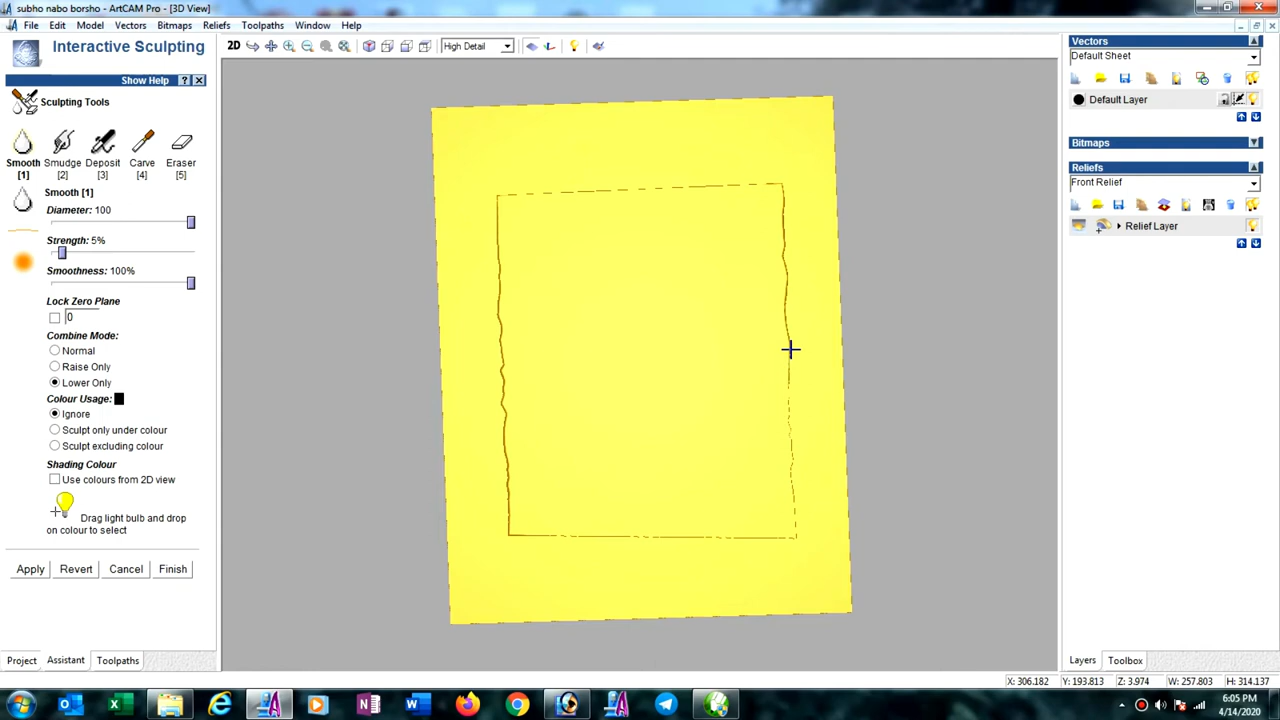 subho nabo borsho - ArtCAM Pro - [3D View]
File Edit Model Vectors Bitmaps Reliefs Toolpaths Window Help
Interactive Sculpting
Show Help ?
Sculpting Tools
Smooth Smudge Deposit Carve Eraser
[1] [2] [3] [4] [5]
Smooth [1]
Diameter: 100
Strength: 5%
Smoothness: 100%
Lock Zero Plane
0
Combine Mode:
Normal
Raise Only
Lower Only
Colour Usage:
Ignore
Sculpt only under colour
Sculpt excluding colour
Shading Colour
Use colours from 2D view
Drag light bulb and drop
on colour to select
Apply Revert Cancel Finish
Project Assistant Toolpaths
2D High Detail
Vectors
Default Sheet
Default Layer
Bitmaps
Reliefs
Front Relief
Relief Layer
Layers Toolbox
X: 306.182 Y: 193.813 Z: 3.974 W: 257.803 H: 314.137
6:05 PM
4/14/2020